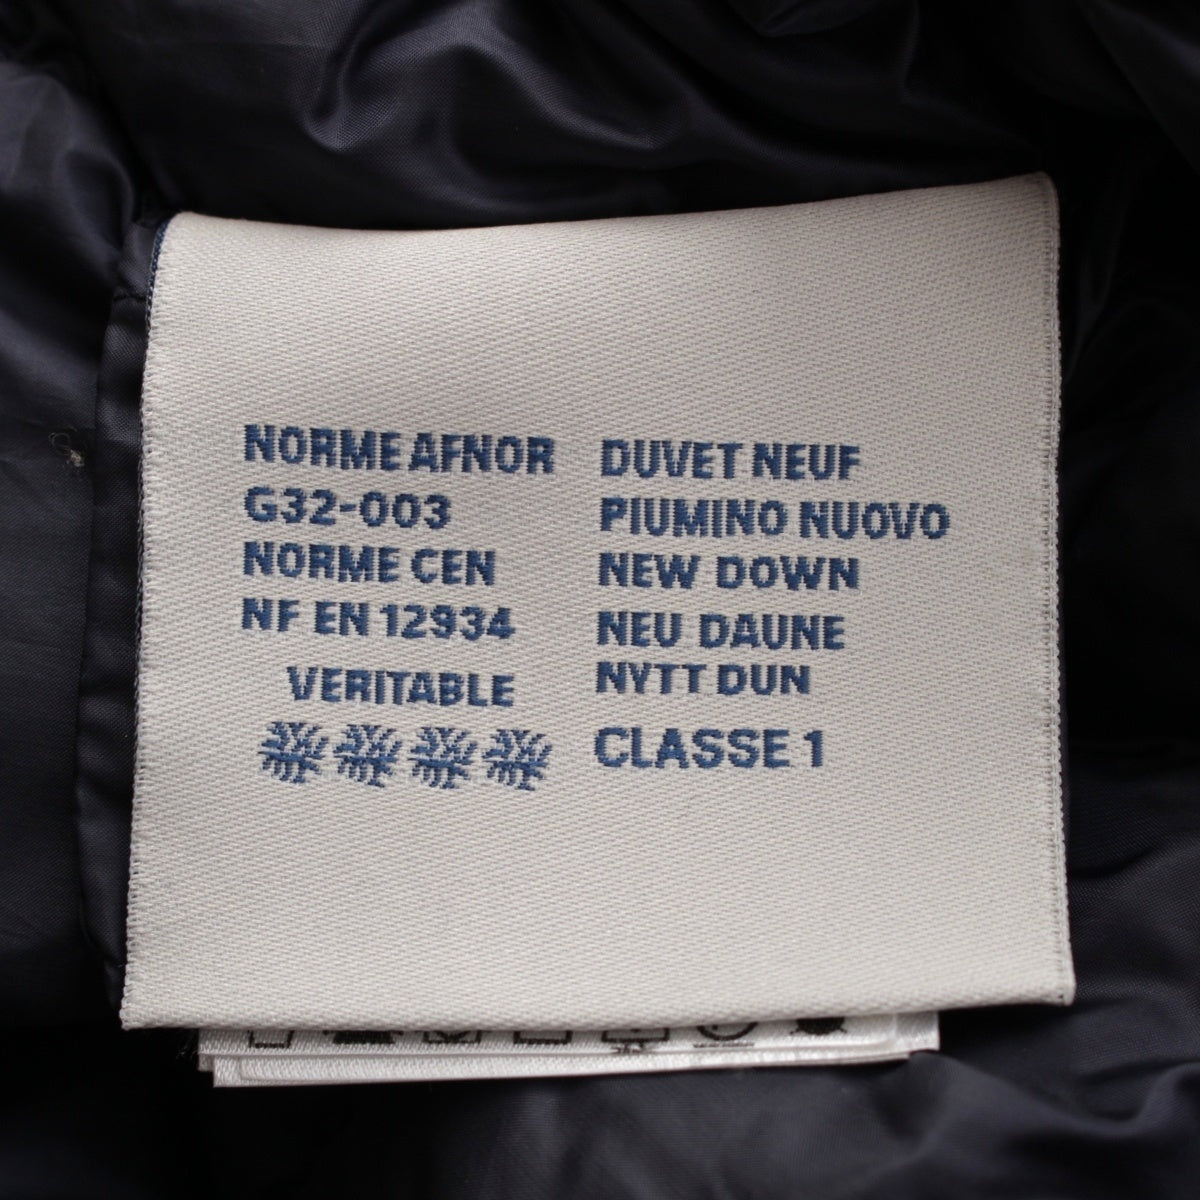 NORME AFNOR
G32-003
NORME CEN
NF EN 12934
VERITABLE
DUVET NEUF
PIUMINO NUOVO
NEW DOWN
NEU DAUNE
NYTT DUN
CLASSE 1